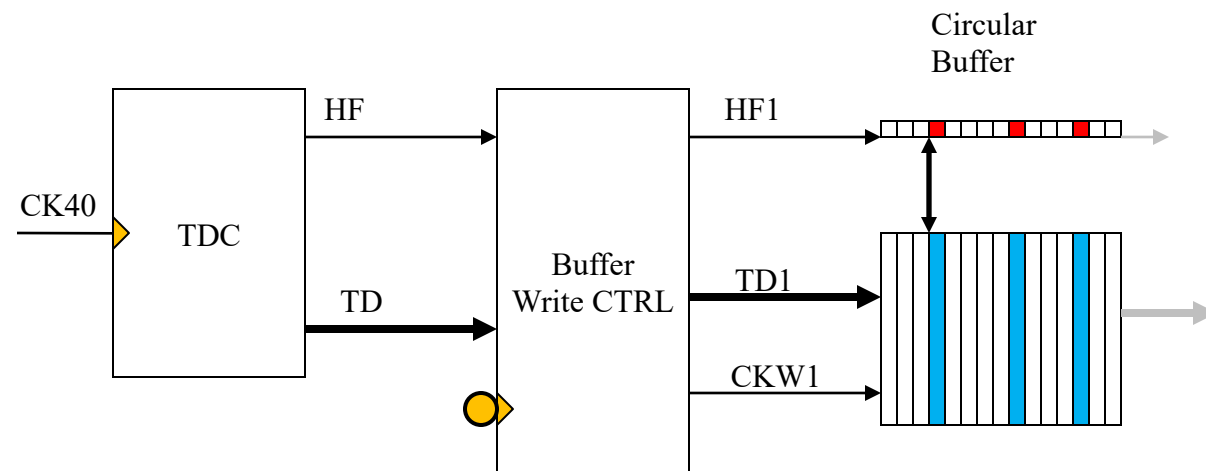 Circular
Buffer
HF
HF1
CK40
TDC
Buffer
Write CTRL
TD
TD1
CKW1